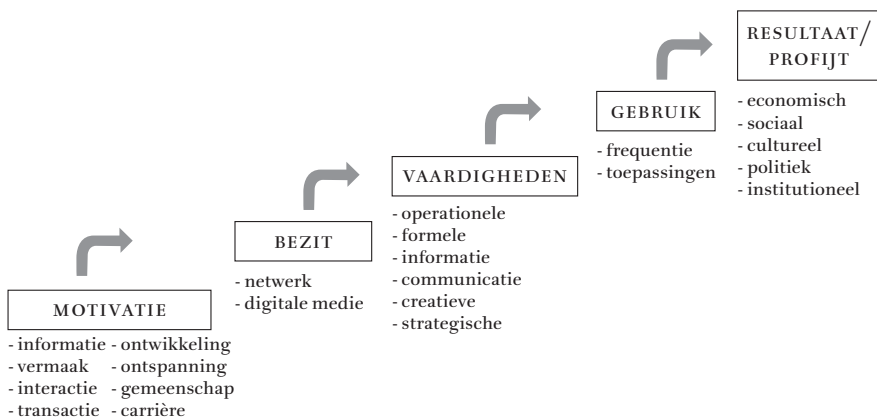 MOTIVATIE
- informatie - ontwikkeling
- vermaak - ontspanning
- interactie - gemeenschap
- transactie - carrière
BEZIT
- netwerk
- digitale medie
VAARDIGHEDEN
- operationele
- formele
- informatie
- communicatie
- creatieve
- strategische
GEBRUIK
- frequentie
- toepassingen
RESULTAAT/
PROFIJT
- economisch
- sociaal
- cultureel
- politiek
- institutioneel